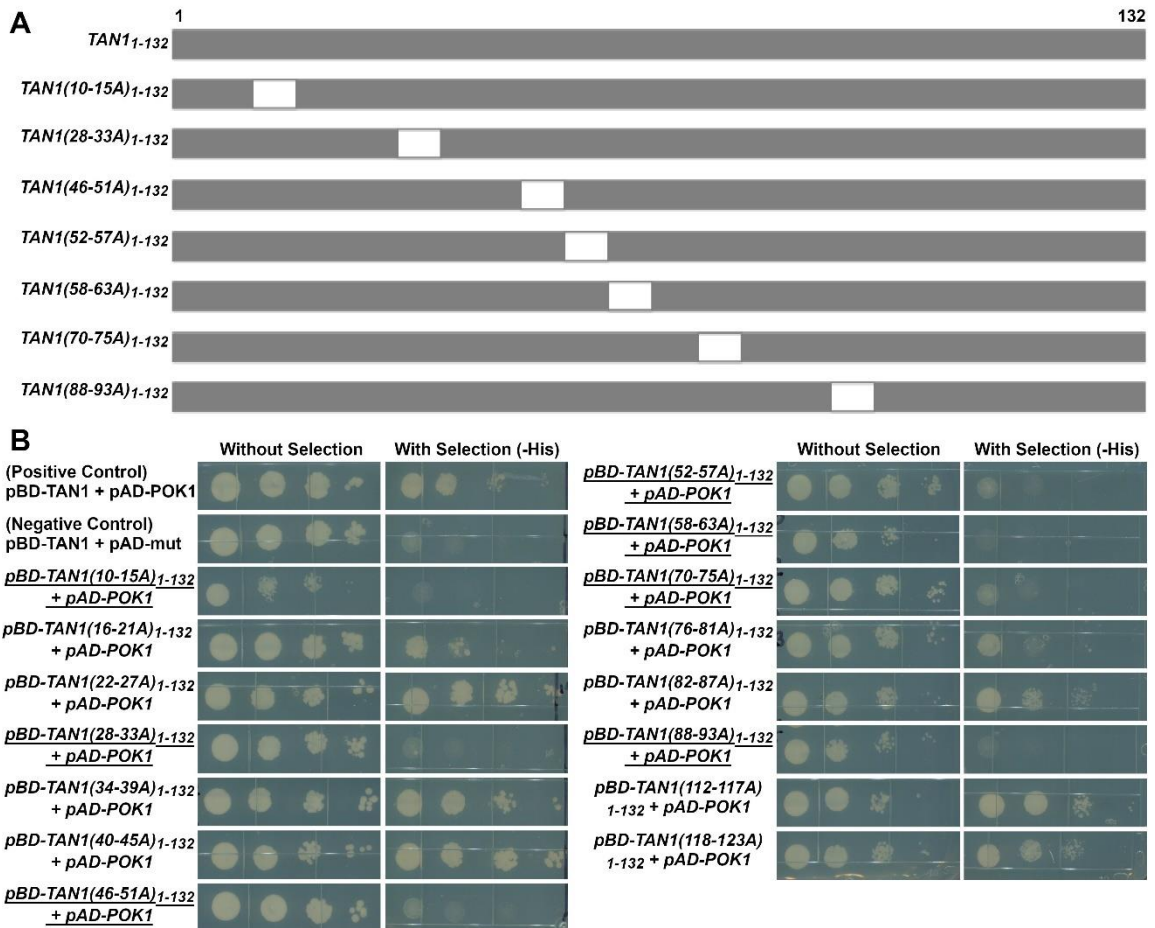 A
1 132
TAN1 1-132
TAN1(10-15A) 1-132
TAN1(28-33A) 1-132
TAN1(46-51A) 1-132
TAN1(52-57A) 1-132
TAN1(58-63A) 1-132
TAN1(70-75A) 1-132
TAN1(88-93A) 1-132
B
Without Selection With Selection (-His)
(Positive Control)
pBD-TAN1 + pAD-POK1
(Negative Control)
pBD-TAN1 + pAD-mut
pBD-TAN1(10-15A) 1-132
+ pAD-POK1
pBD-TAN1(16-21A) 1-132
+ pAD-POK1
pBD-TAN1(22-27A) 1-132
+ pAD-POK1
pBD-TAN1(28-33A) 1-132
+ pAD-POK1
pBD-TAN1(34-39A) 1-132
+ pAD-POK1
pBD-TAN1(40-45A) 1-132
+ pAD-POK1
pBD-TAN1(46-51A) 1-132
+ pAD-POK1
Without Selection With Selection (-His)
pBD-TAN1(52-57A) 1-132
+ pAD-POK1
pBD-TAN1(58-63A) 1-132
+ pAD-POK1
pBD-TAN1(70-75A) 1-132
+ pAD-POK1
pBD-TAN1(76-81A) 1-132
+ pAD-POK1
pBD-TAN1(82-87A) 1-132
+ pAD-POK1
pBD-TAN1(88-93A) 1-132
+ pAD-POK1
pBD-TAN1(112-117A)
1-132 + pAD-POK1
pBD-TAN1(118-123A)
1-132 + pAD-POK1